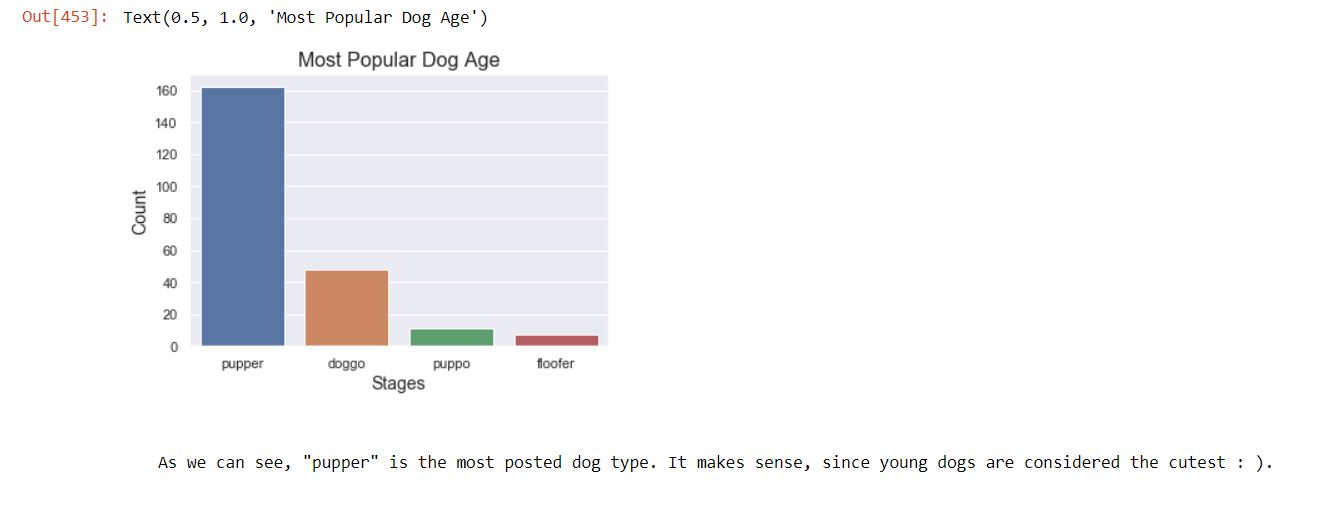 Out[453]: Text(0.5, 1.0, 'Most Popular Dog Age')
Most Popular Dog Age
160
140
120
100
80
60
40
20
0
Count
pupper doggo puppo floofer
Stages
As we can see, "pupper" is the most posted dog type. It makes sense, since young dogs are considered the cutest : ).